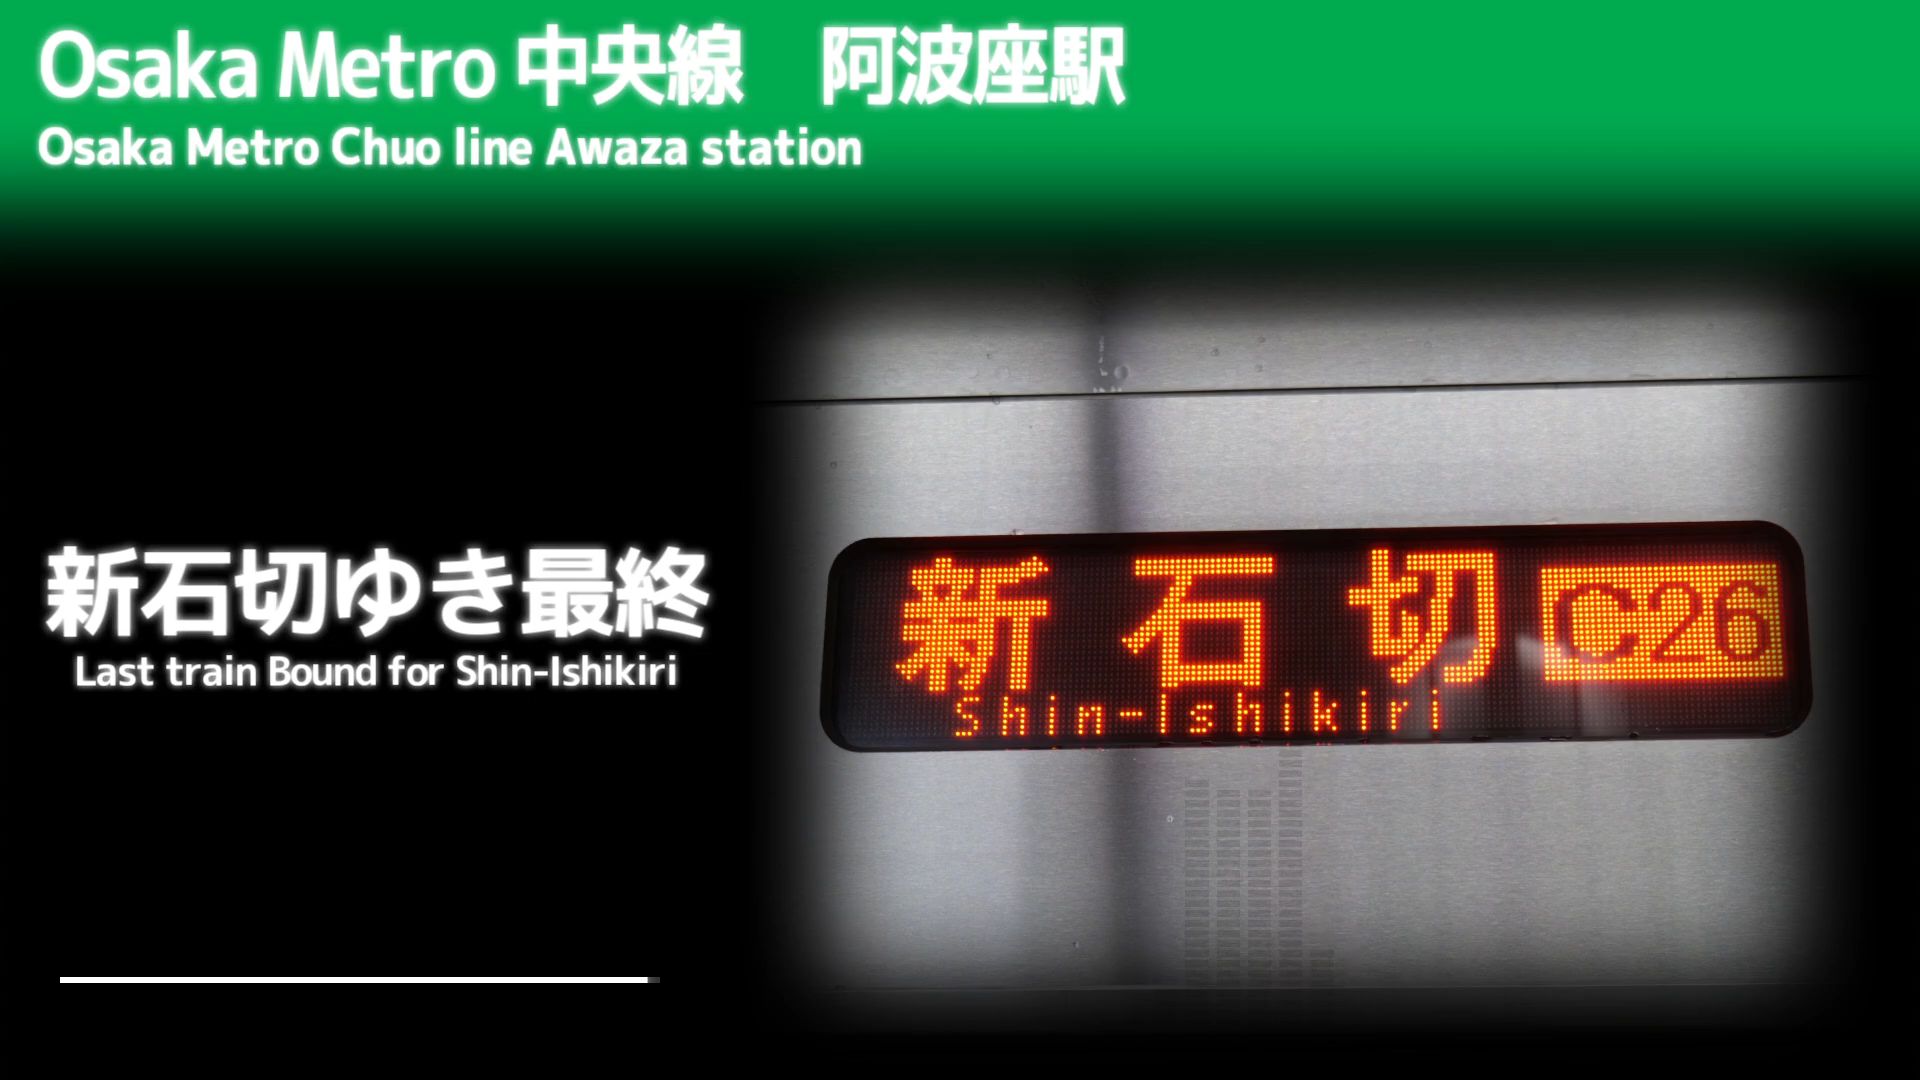 Osaka Metro 中央線　阿波座駅
Osaka Metro Chuo line Awaza station
新石切ゆき最終
Last train Bound for Shin-Ishikiri
新石切 C26
Shin-Ishikiri